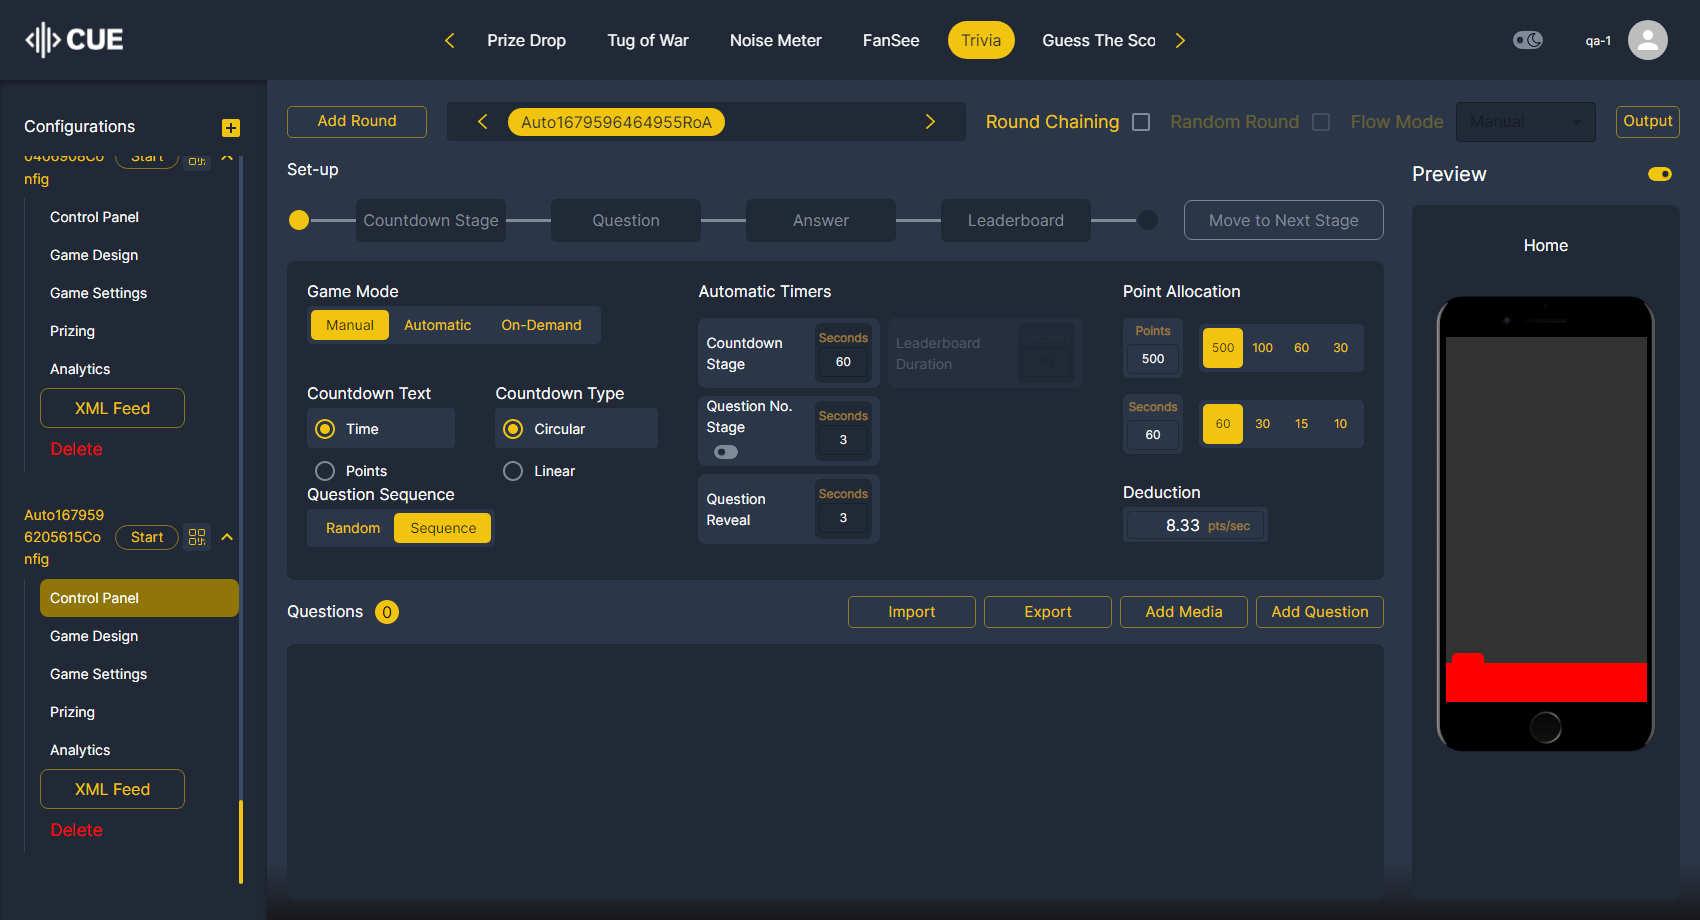 CUE
Prize Drop
Tug of War
Noise Meter
FanSee
Trivia
Guess The Sco
qa-1
Configurations
Start
nfig
Control Panel
Game Design
Game Settings
Prizing
Analytics
XML Feed
Delete
Auto167959
6205615Co
nfig
Start
Control Panel
Game Design
Game Settings
Prizing
Analytics
XML Feed
Delete
Add Round
Auto1679596464955RoA
Round Chaining
Random Round
Flow Mode
Manual
Output
Set-up
Countdown Stage
Question
Answer
Leaderboard
Move to Next Stage
Game Mode
Manual
Automatic
On-Demand
Countdown Text
Time
Points
Countdown Type
Circular
Linear
Question Sequence
Random
Sequence
Automatic Timers
Countdown
Stage
Seconds
60
Leaderboard
Duration
Seconds
10
Question No.
Stage
Seconds
3
Question
Reveal
Seconds
3
Point Allocation
Points
500
500
100
60
30
Seconds
60
60
30
15
10
Deduction
8.33 pts/sec
Questions 0
Import
Export
Add Media
Add Question
Preview
Home